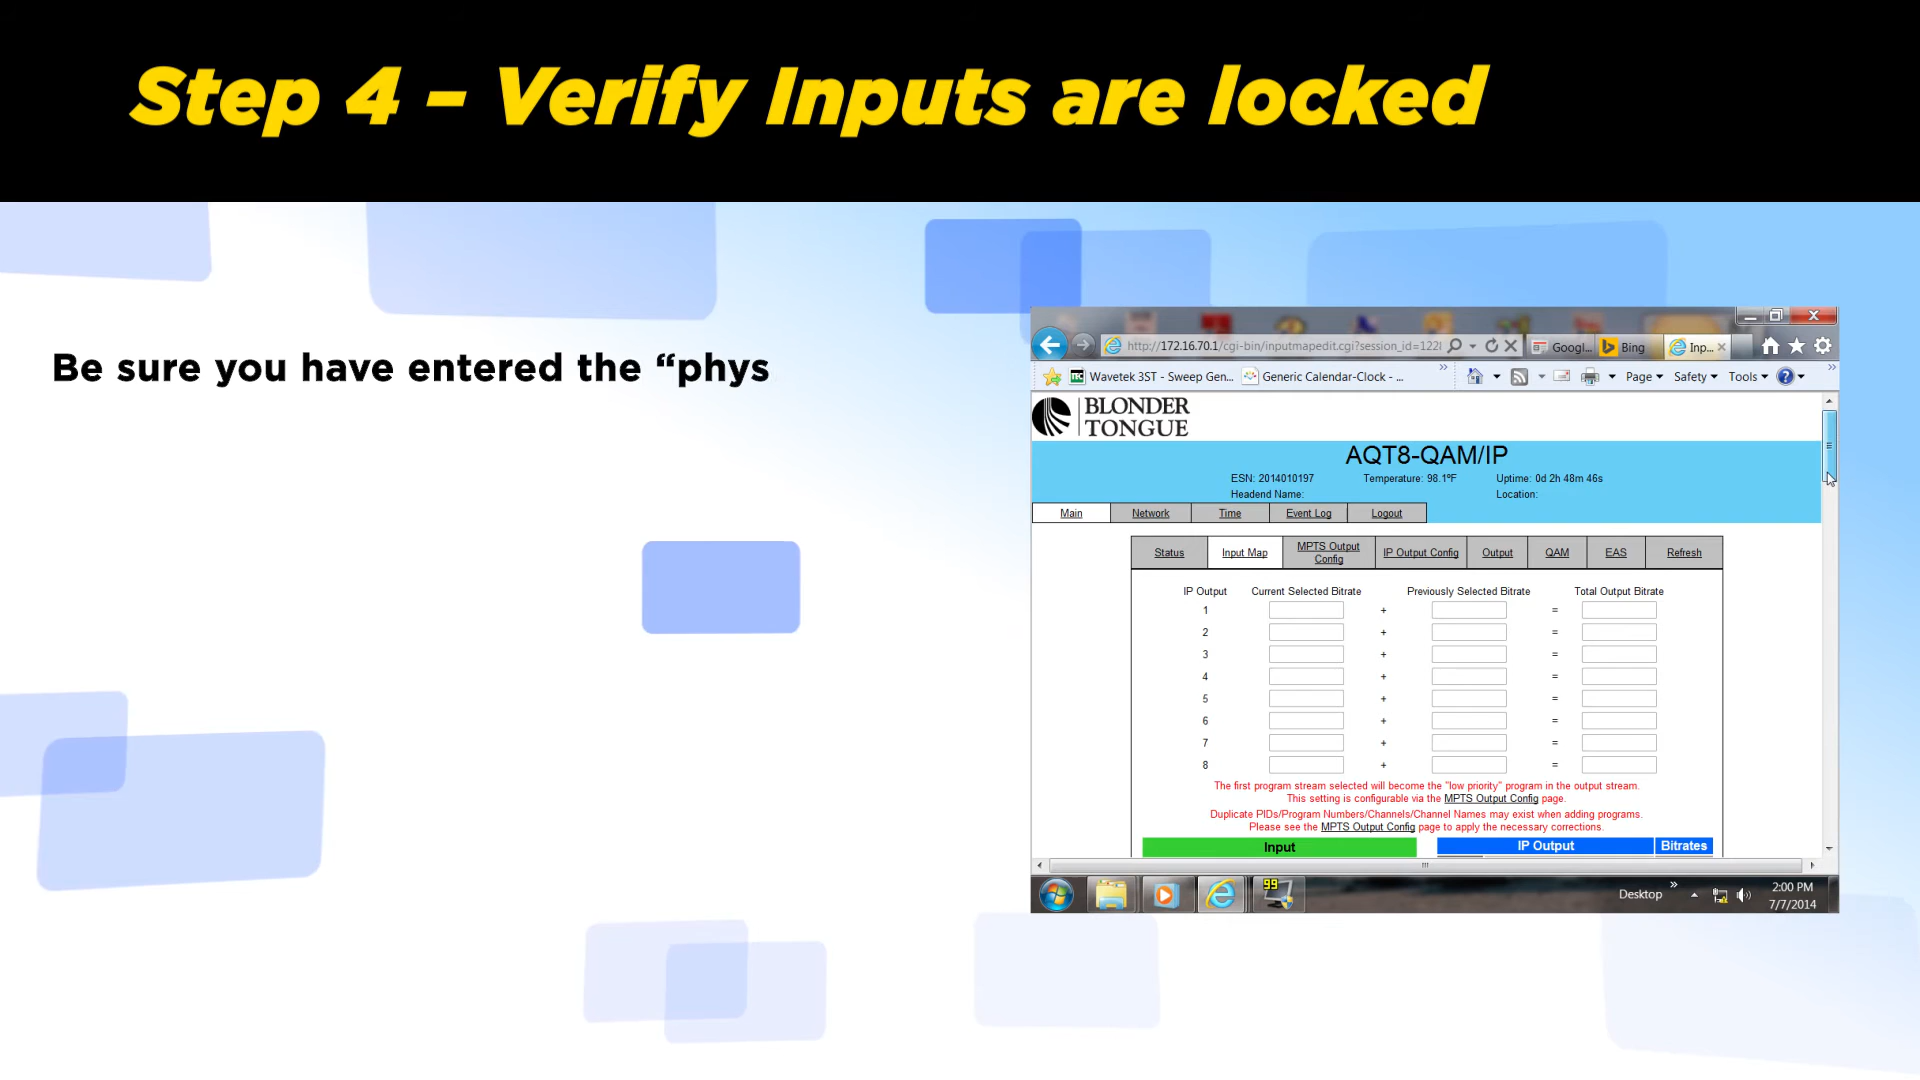 Step 4 – Verify Inputs are locked
Be sure you have entered the “phys
http://172.16.70.1/cgi-bin/inputmapedit.cgi?session_id=122
Googl...
Bing
Inp...
Wavetek 3ST - Sweep Gen...
Generic Calendar-Clock - ...
Page
Safety
Tools
BLONDER
TONGUE
AQT8-QAM/IP
ESN: 2014010197 Temperature: 98.1ºF Uptime: 0d 2h 48m 46s
Headend Name: Location:
Main Network Time Event Log Logout
Status Input Map MPTS Output Config IP Output Config Output QAM EAS Refresh
IP Output Current Selected Bitrate Previously Selected Bitrate Total Output Bitrate
1 + =
2 + =
3 + =
4 + =
5 + =
6 + =
7 + =
8 + =
The first program stream selected will become the "low priority" program in the output stream.
This setting is configurable via the MPTS Output Config page.
Duplicate PIDs/Program Numbers/Channels/Channel Names may exist when adding programs.
Please see the MPTS Output Config page to apply the necessary corrections.
Input IP Output Bitrates
99
Desktop
2:00 PM
7/7/2014